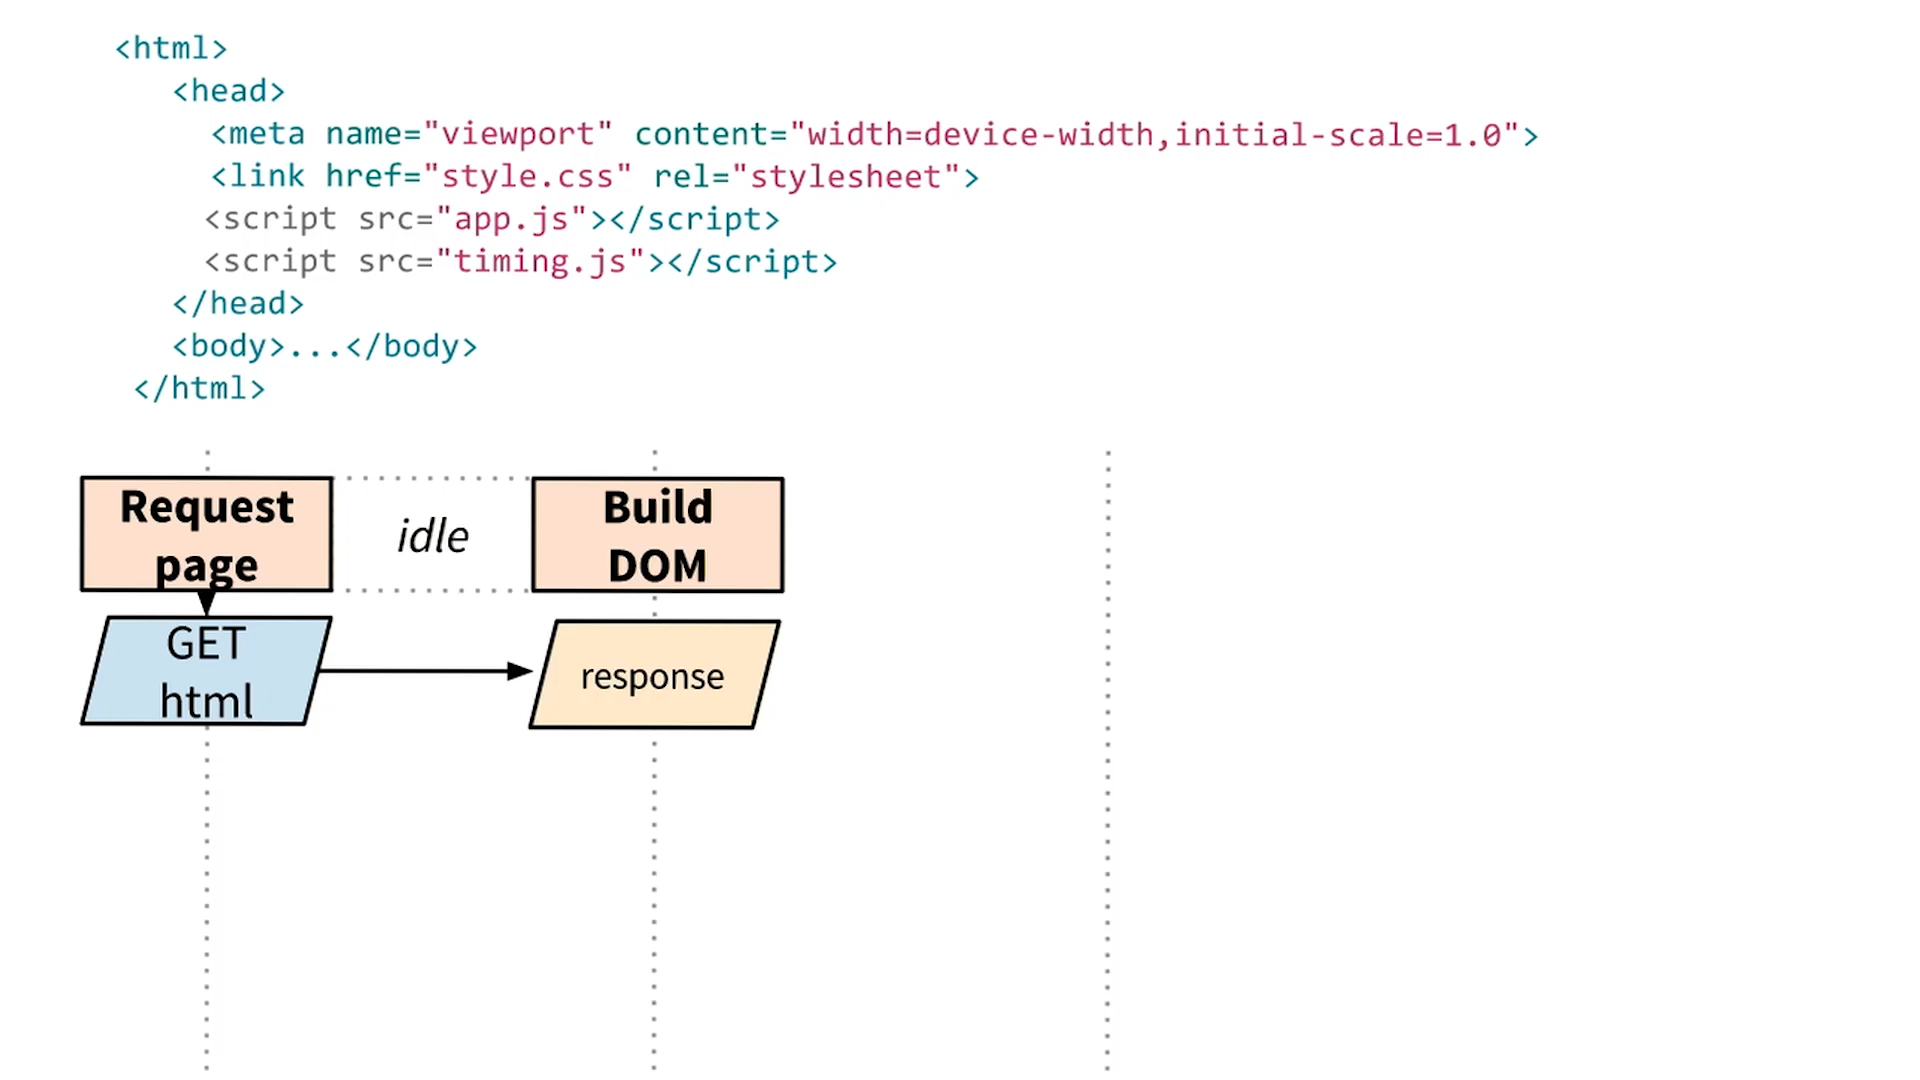 <html>
<head>
<meta name="viewport" content="width=device-width,initial-scale=1.0">
<link href="style.css" rel="stylesheet">
<script src="app.js"></script>
<script src="timing.js"></script>
</head>
<body>...</body>
</html>
Request
page
idle
Build
DOM
GET
html
response